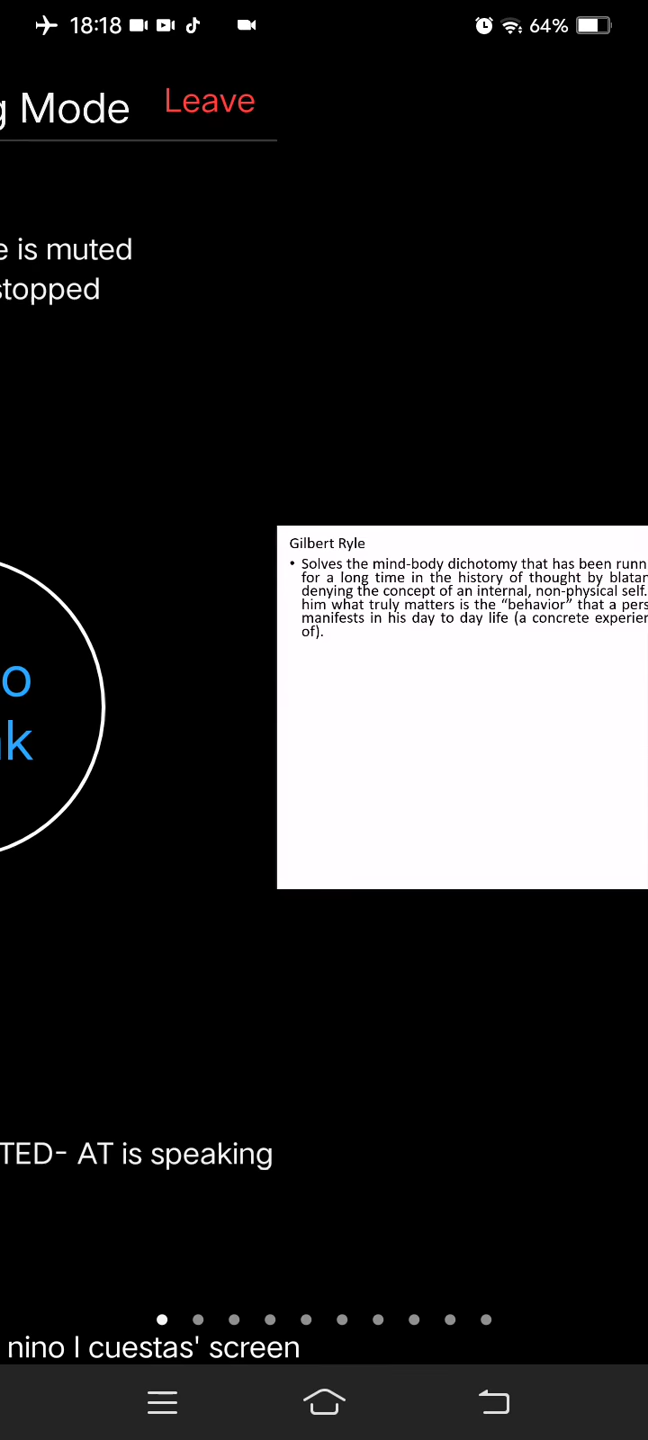 18:18
64%
g Mode Leave
e is muted
stopped
o
k
Gilbert Ryle
• Solves the mind-body dichotomy that has been runn
for a long time in the history of thought by blatan
denying the concept of an internal, non-physical self.
him what truly matters is the “behavior” that a pers
manifests in his day to day life (a concrete experien
of).
TED- AT is speaking
nino l cuestas' screen